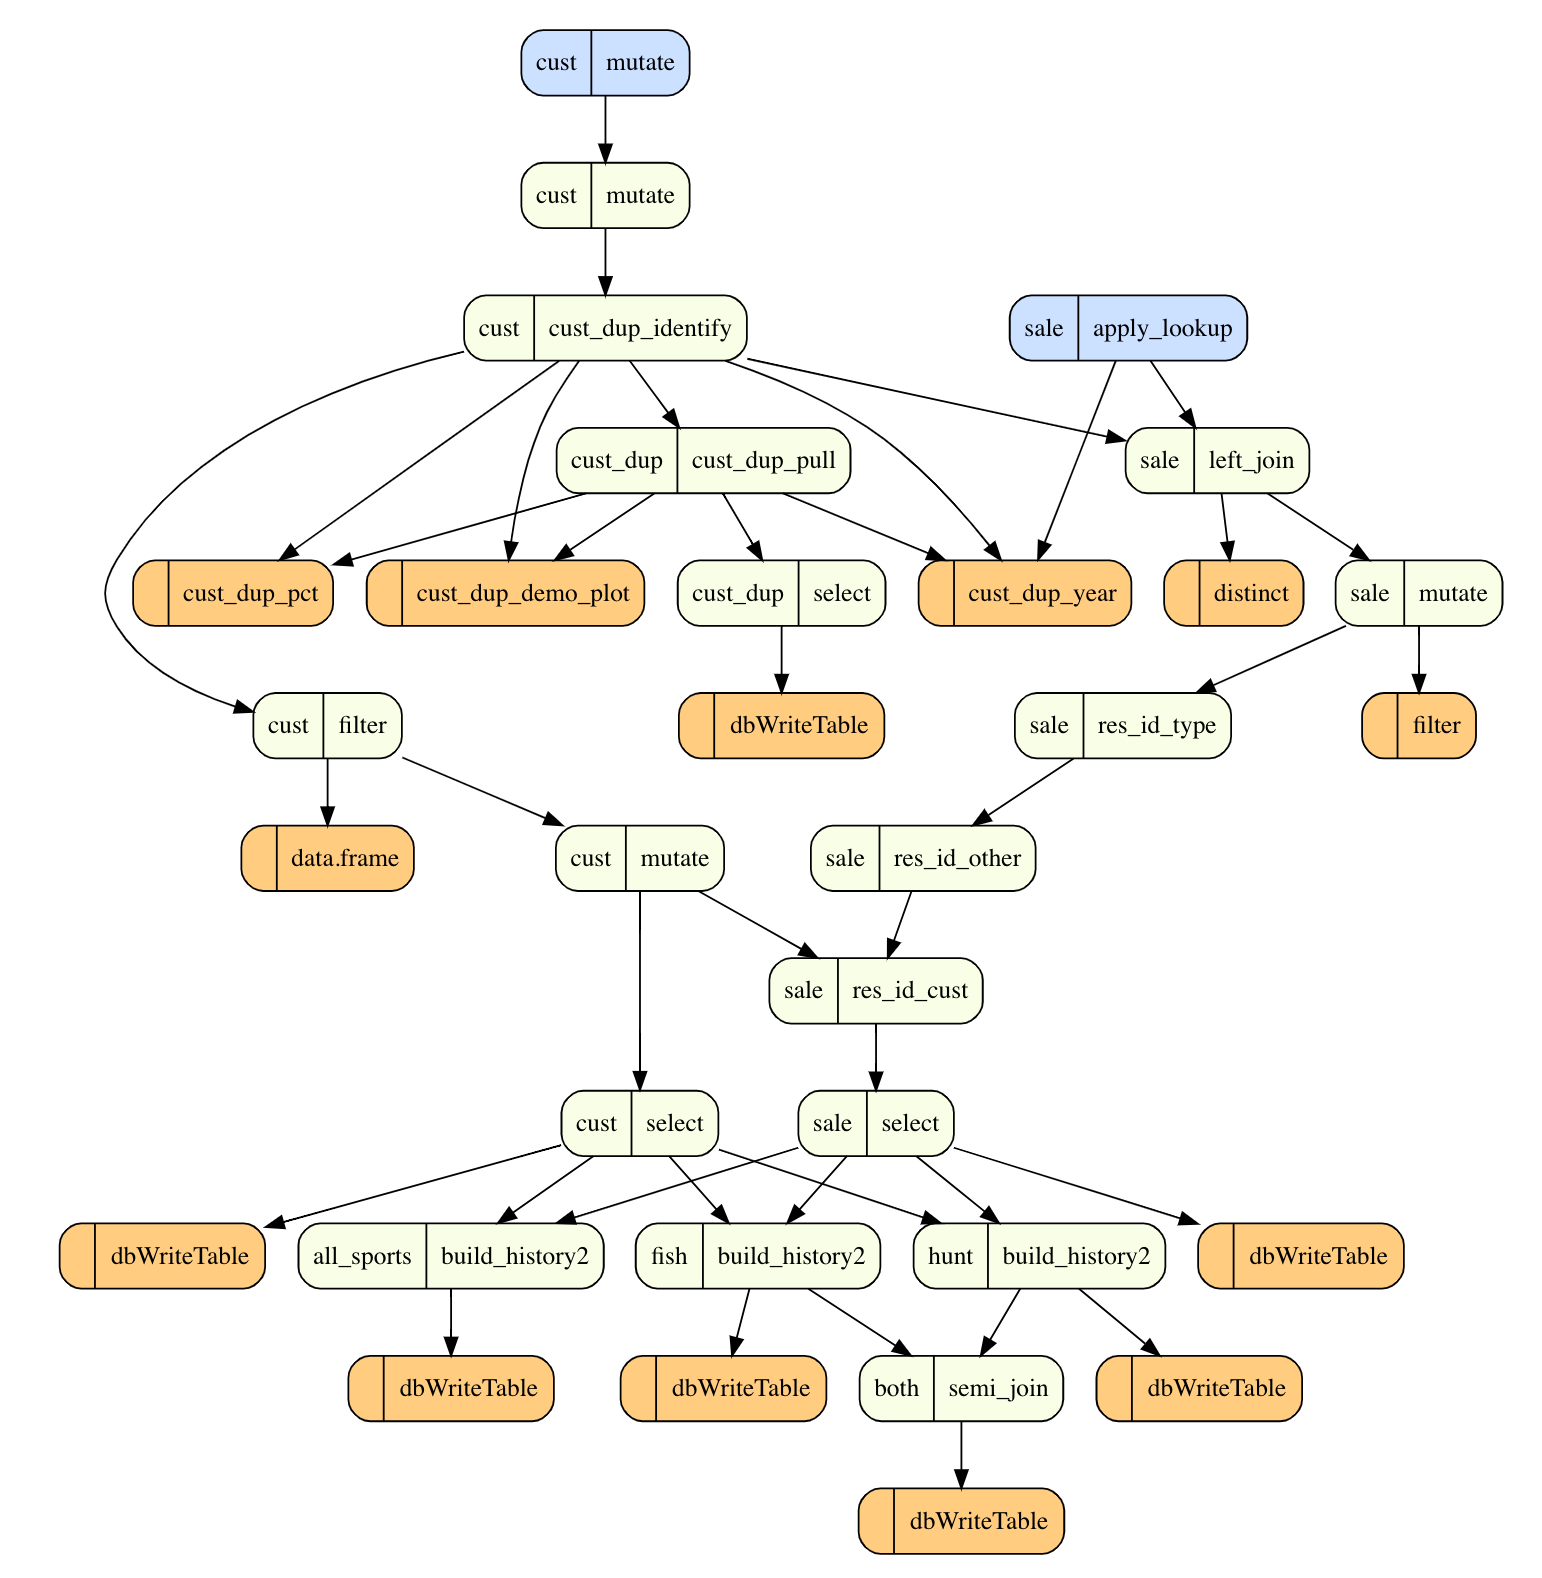 cust mutate
cust mutate
cust cust_dup_identify
sale apply_lookup
cust_dup cust_dup_pull
sale left_join
cust_dup_pct
cust_dup_demo_plot
cust_dup select
cust_dup_year
distinct
sale mutate
cust filter
dbWriteTable
sale res_id_type
filter
data.frame
cust mutate
sale res_id_other
sale res_id_cust
cust select
sale select
dbWriteTable
all_sports build_history2
fish build_history2
hunt build_history2
dbWriteTable
dbWriteTable
dbWriteTable
both semi_join
dbWriteTable
dbWriteTable